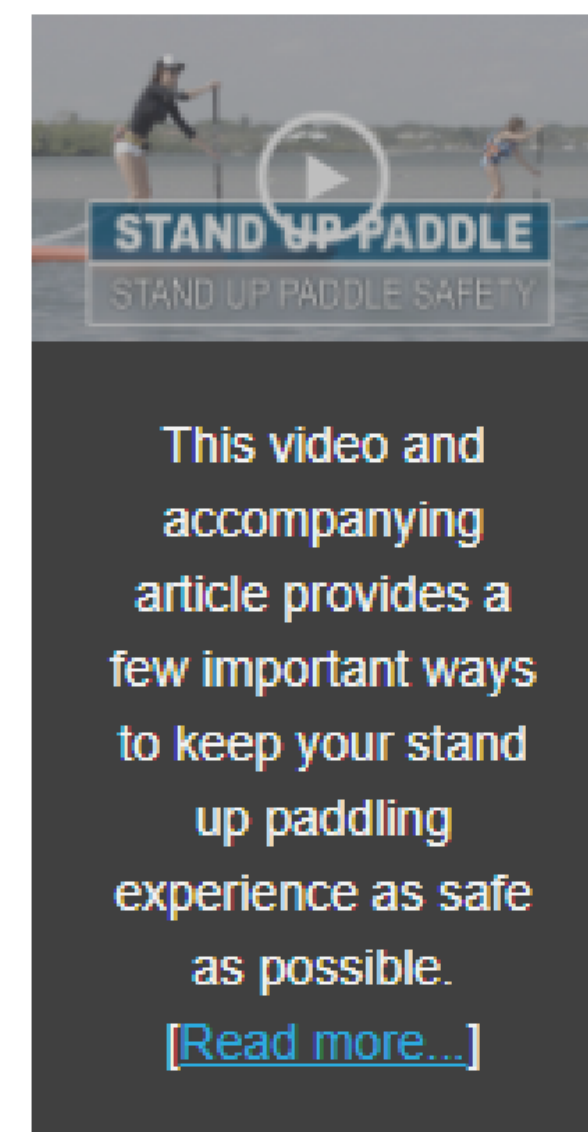 STAND UP PADDLE
STAND UP PADDLE SAFETY
This video and
accompanying
article provides a
few important ways
to keep your stand
up paddling
experience as safe
as possible.
[Read more...]